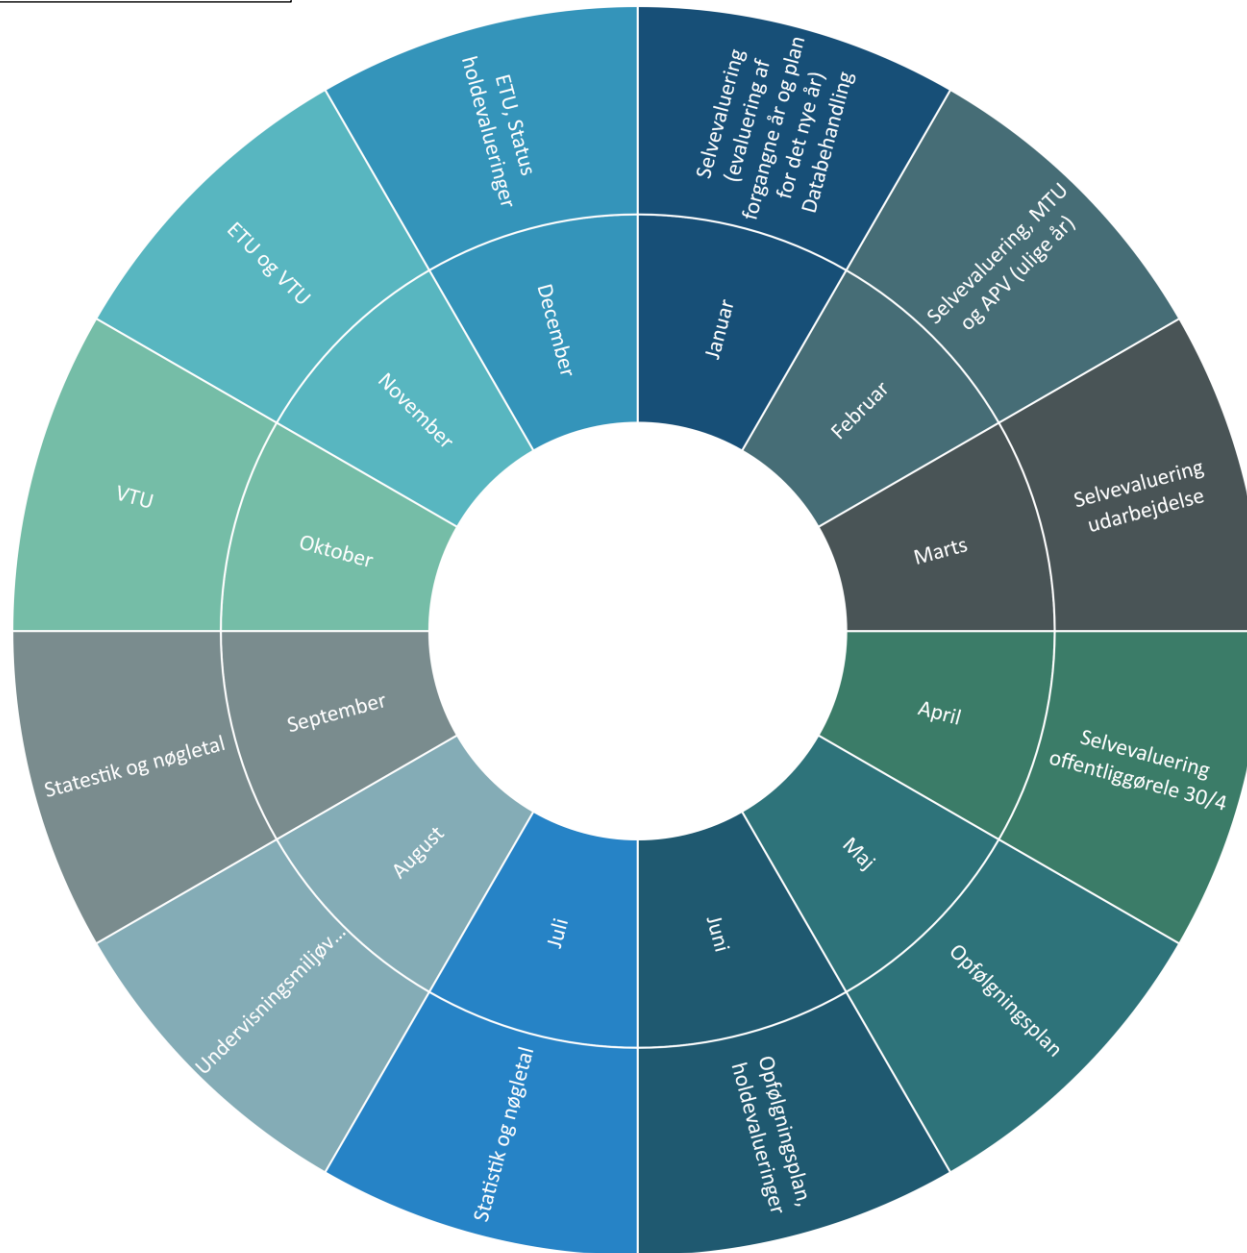 Januar
Selvevaluering
(evaluering af
forgangne år og plan
for det nye år)
Databehandling
Februar
Selvevaluering, MTU
og APV (ulige år)
Marts
Selvevaluering
udarbejdelse
April
Selvevaluering
offentliggørele 30/4
Maj
Opfølgningsplan
Juni
Opfølgningsplan,
holdevalueringer
Juli
Statistik og nøgletal
August
Undervisningsmiljøv...
September
Statestik og nøgletal
Oktober
VTU
November
ETU og VTU
December
ETU, Status
holdevalueringer